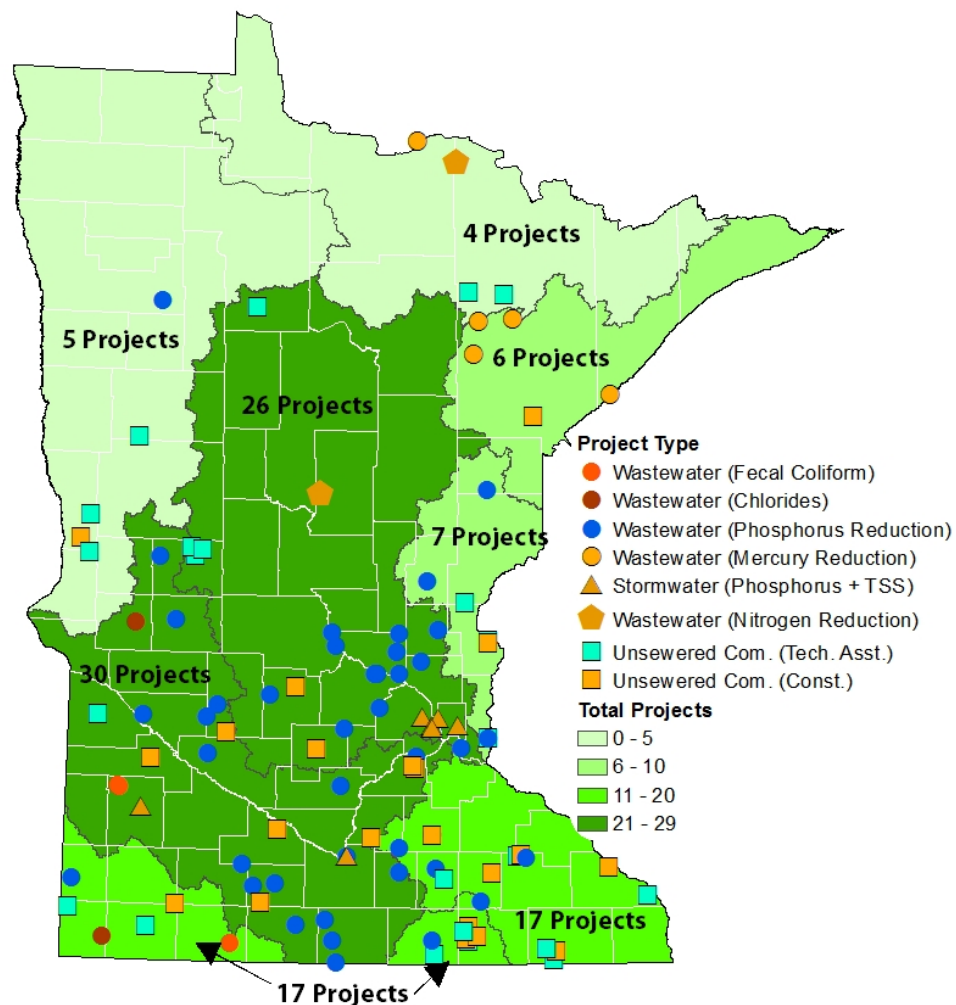 4 Projects
5 Projects
6 Projects
26 Projects
7 Projects
30 Projects
17 Projects
17 Projects
Project Type
Wastewater (Fecal Coliform)
Wastewater (Chlorides)
Wastewater (Phosphorus Reduction)
Wastewater (Mercury Reduction)
Stormwater (Phosphorus + TSS)
Wastewater (Nitrogen Reduction)
Unsewered Com. (Tech. Asst.)
Unsewered Com. (Const.)
Total Projects
0 - 5
6 - 10
11 - 20
21 - 29